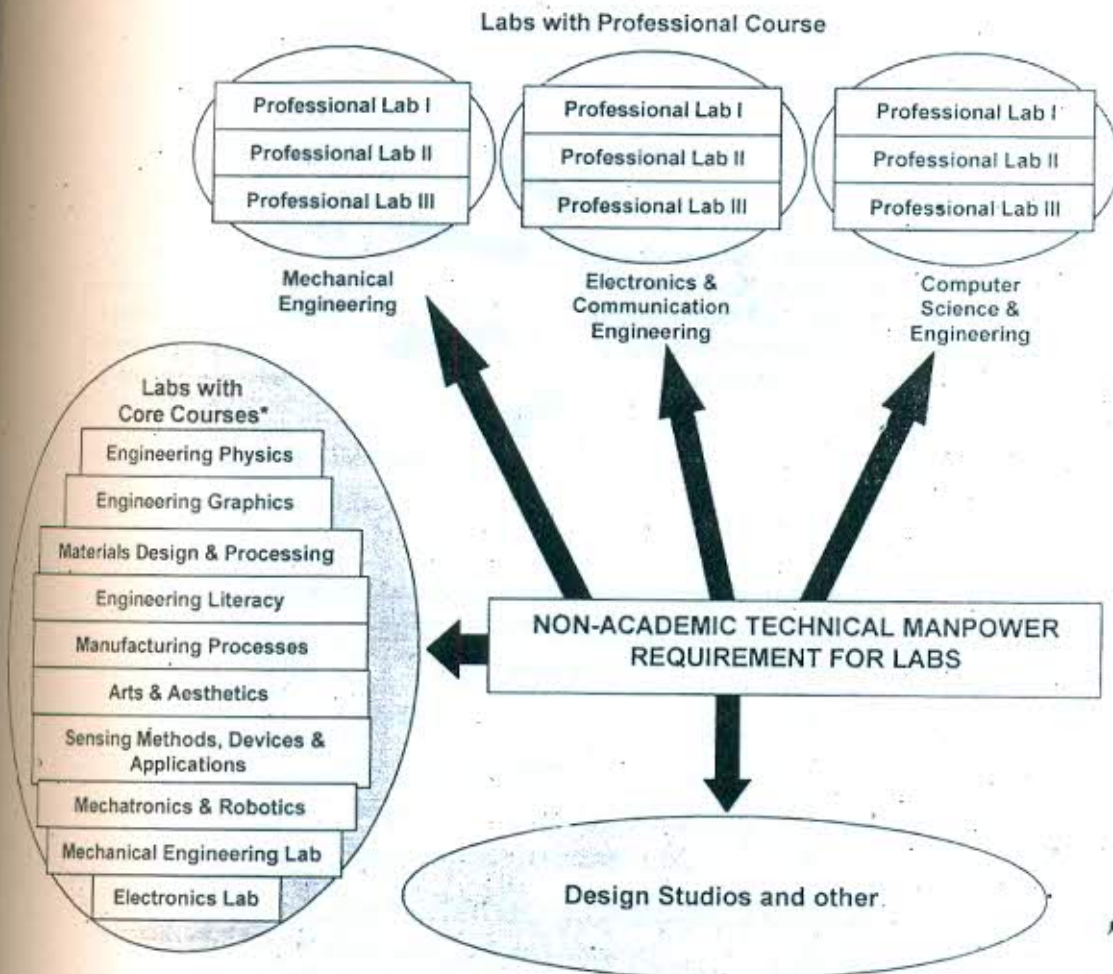 Labs with Professional Course
Professional Lab I
Professional Lab II
Professional Lab III
Mechanical
Engineering
Professional Lab I
Professional Lab II
Professional Lab III
Electronics &
Communication
Engineering
Professional Lab I
Professional Lab II
Professional Lab III
Computer
Science &
Engineering
Labs with
Core Courses*
Engineering Physics
Engineering Graphics
Materials Design & Processing
Engineering Literacy
Manufacturing Processes
Arts & Aesthetics
Sensing Methods, Devices &
Applications
Mechatronics & Robotics
Mechanical Engineering Lab
Electronics Lab
NON-ACADEMIC TECHNICAL MANPOWER
REQUIREMENT FOR LABS
Design Studios and other